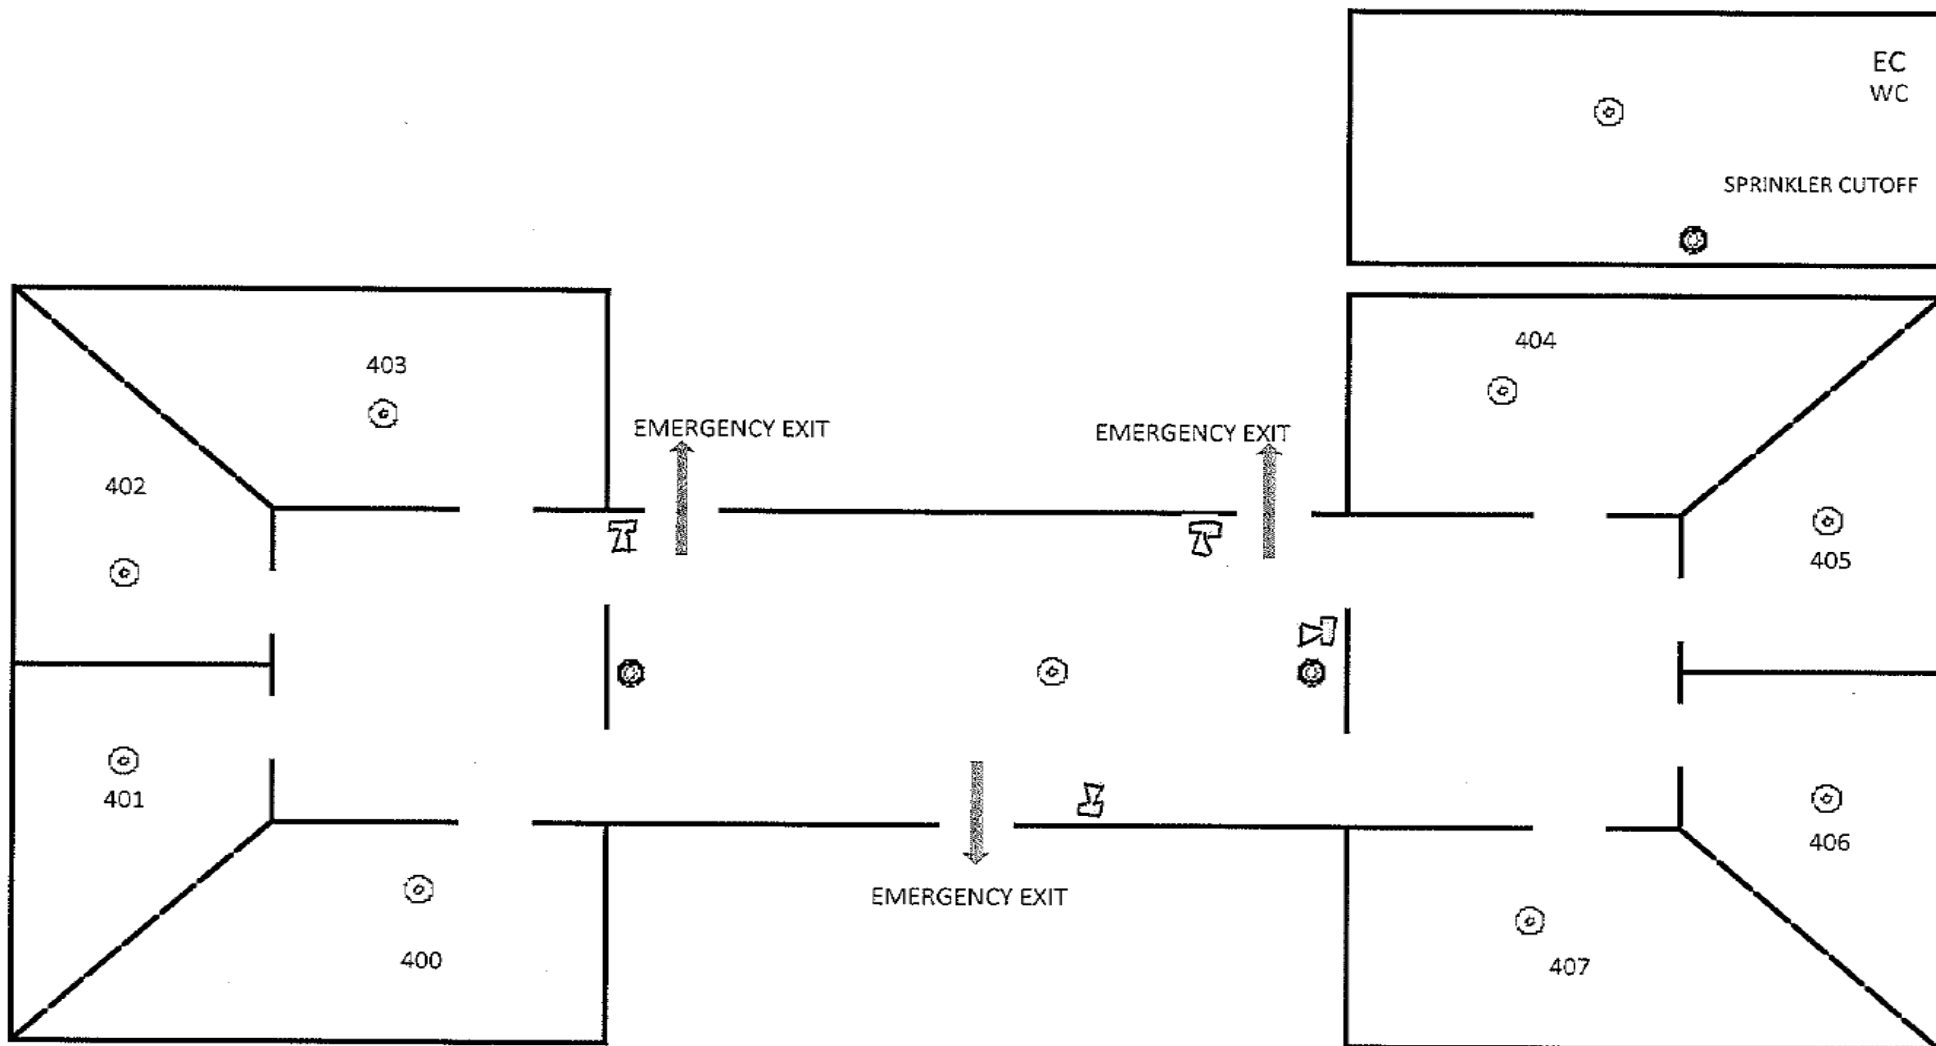 EC
WC
SPRINKLER CUTOFF
403
404
EMERGENCY EXIT
EMERGENCY EXIT
402
405
401
406
EMERGENCY EXIT
400
407